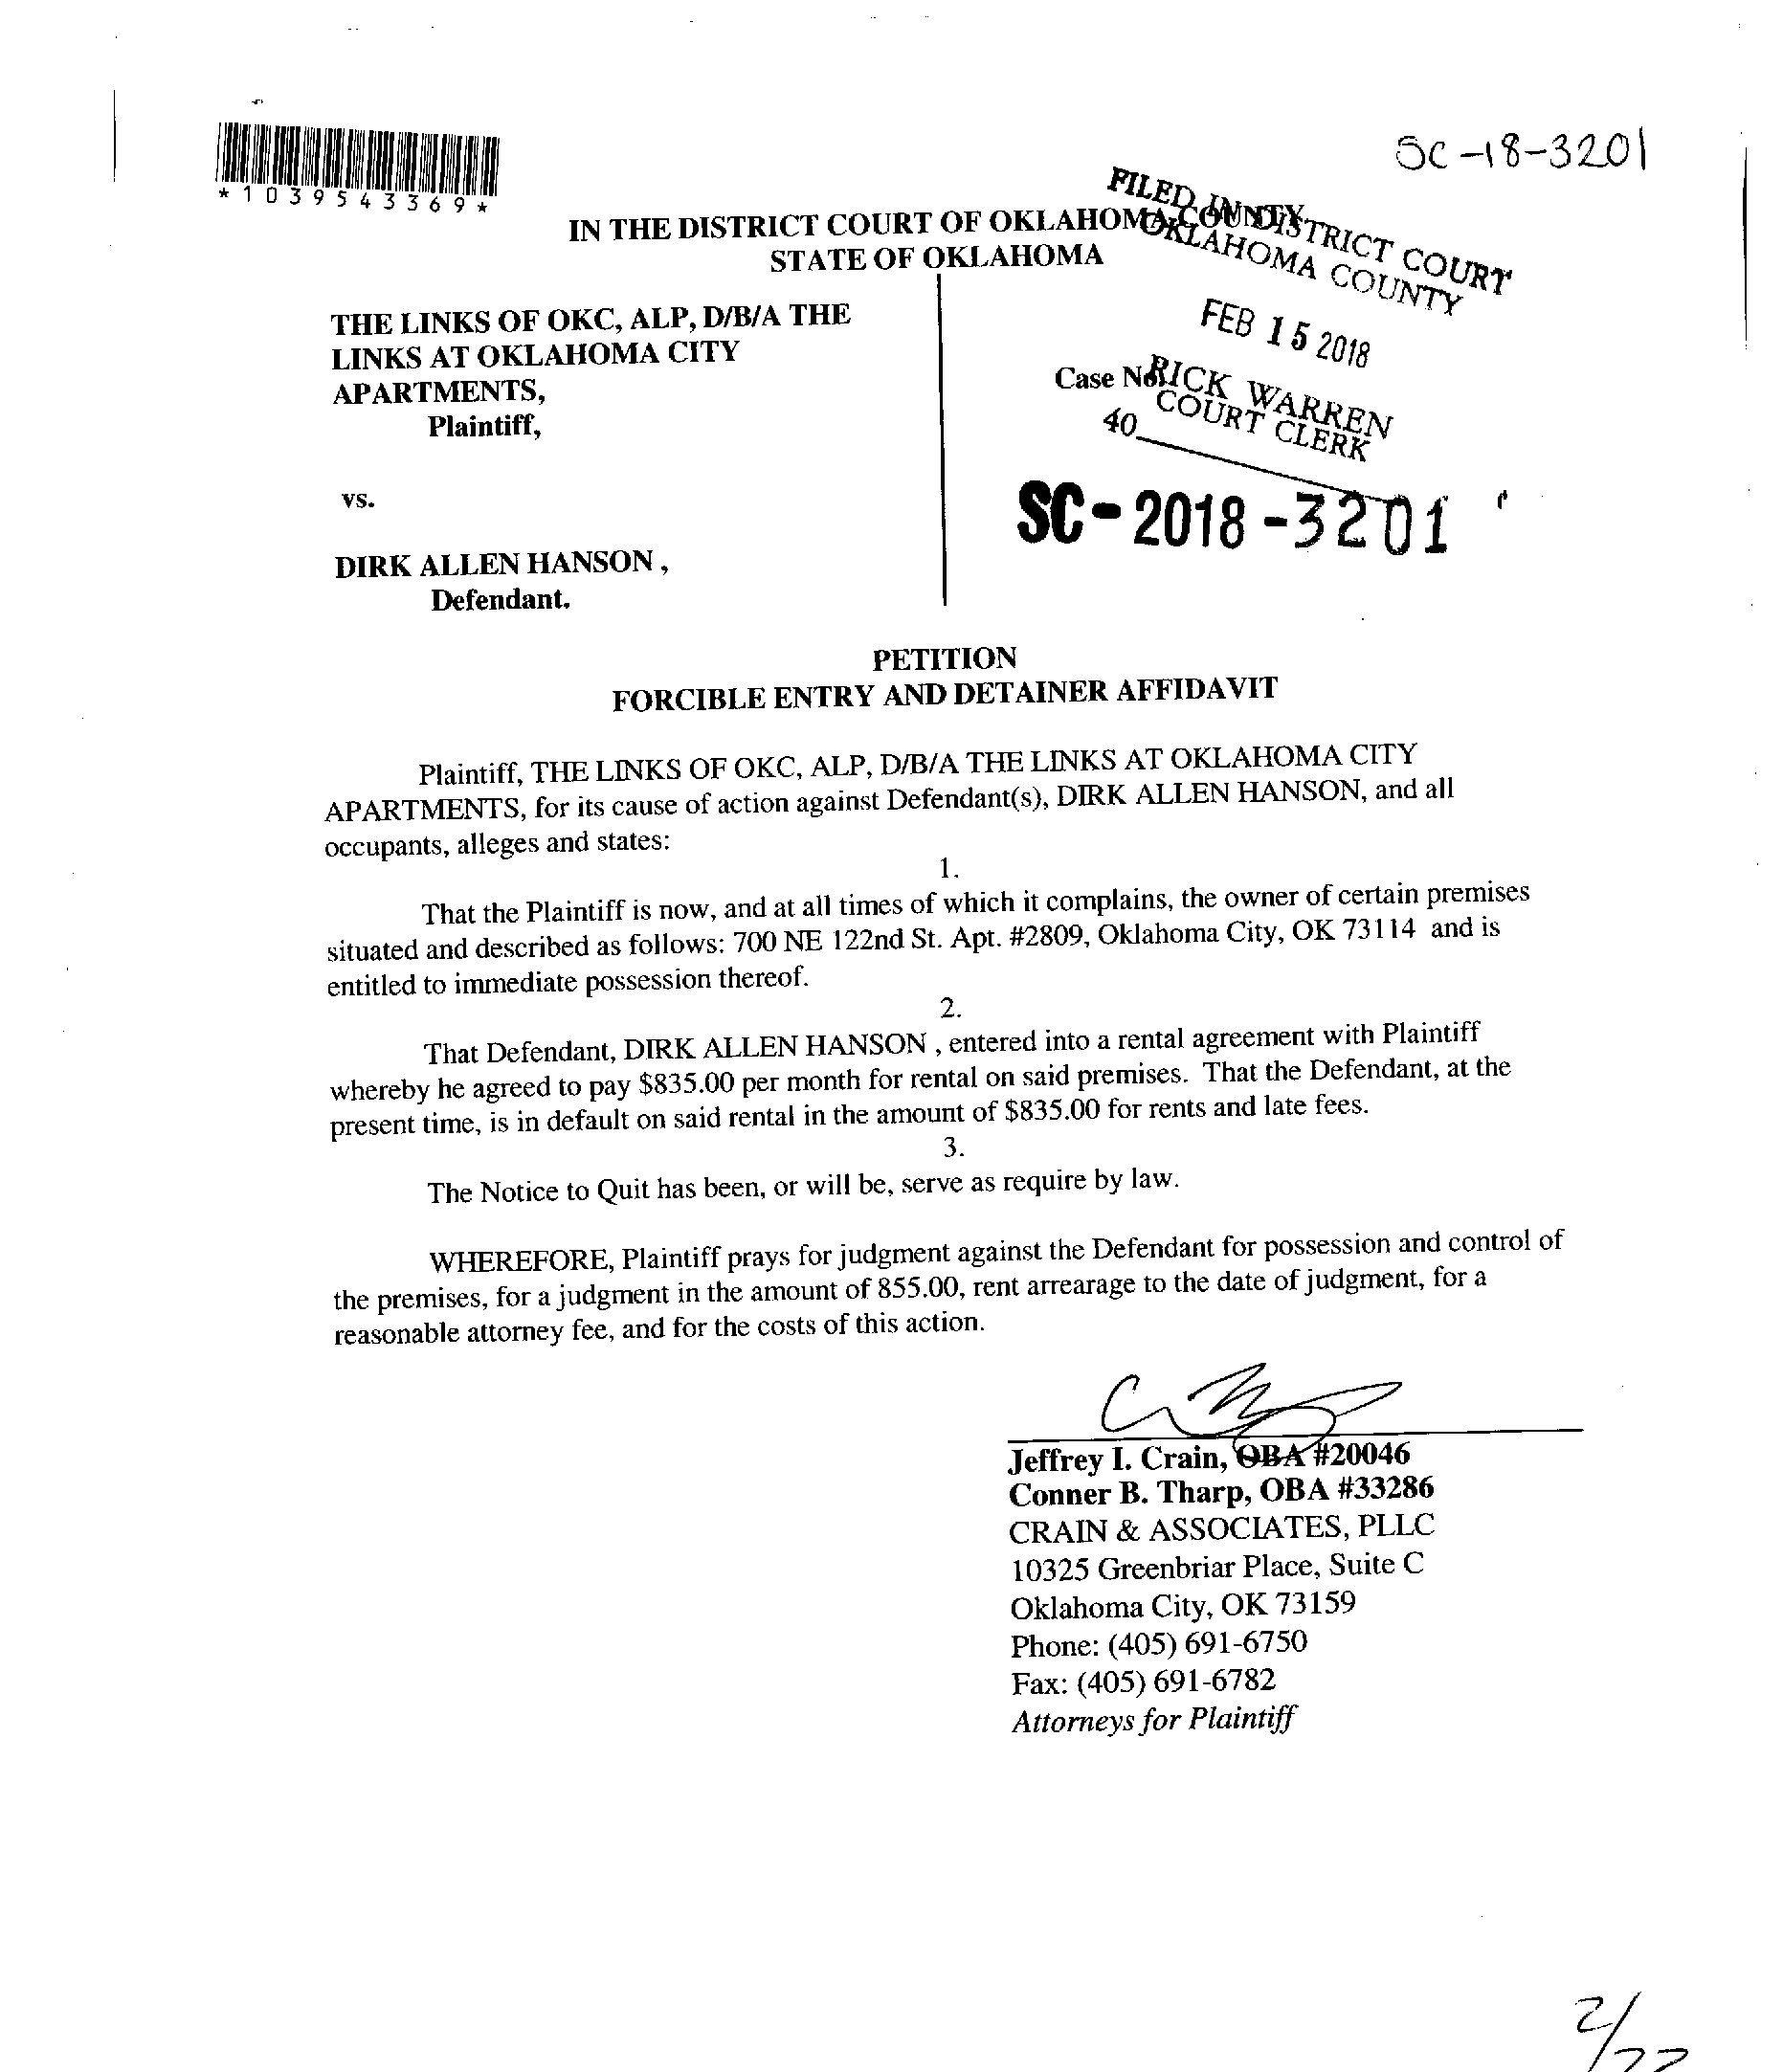 SC-18-3201
*1039543369*
FILED IN DISTRICT COURT
OKLAHOMA COUNTY
IN THE DISTRICT COURT OF OKLAHOMA COUNTY
STATE OF OKLAHOMA
FEB 15 2018
RICK WARREN
COURT CLERK
40
THE LINKS OF OKC, ALP, D/B/A THE
LINKS AT OKLAHOMA CITY
APARTMENTS,
Plaintiff,
Case No.
vs.
SC-2018-3201
DIRK ALLEN HANSON ,
Defendant.
PETITION
FORCIBLE ENTRY AND DETAINER AFFIDAVIT
Plaintiff, THE LINKS OF OKC, ALP, D/B/A THE LINKS AT OKLAHOMA CITY
APARTMENTS, for its cause of action against Defendant(s), DIRK ALLEN HANSON, and all
occupants, alleges and states:
1.
That the Plaintiff is now, and at all times of which it complains, the owner of certain premises
situated and described as follows: 700 NE 122nd St. Apt. #2809, Oklahoma City, OK 73114 and is
entitled to immediate possession thereof.
2.
That Defendant, DIRK ALLEN HANSON , entered into a rental agreement with Plaintiff
whereby he agreed to pay $835.00 per month for rental on said premises. That the Defendant, at the
present time, is in default on said rental in the amount of $835.00 for rents and late fees.
3.
The Notice to Quit has been, or will be, serve as require by law.
WHEREFORE, Plaintiff prays for judgment against the Defendant for possession and control of
the premises, for a judgment in the amount of 855.00, rent arrearage to the date of judgment, for a
reasonable attorney fee, and for the costs of this action.
Jeffrey I. Crain, OBA #20046
Conner B. Tharp, OBA #33286
CRAIN & ASSOCIATES, PLLC
10325 Greenbriar Place, Suite C
Oklahoma City, OK 73159
Phone: (405) 691-6750
Fax: (405) 691-6782
Attorneys for Plaintiff
2/22